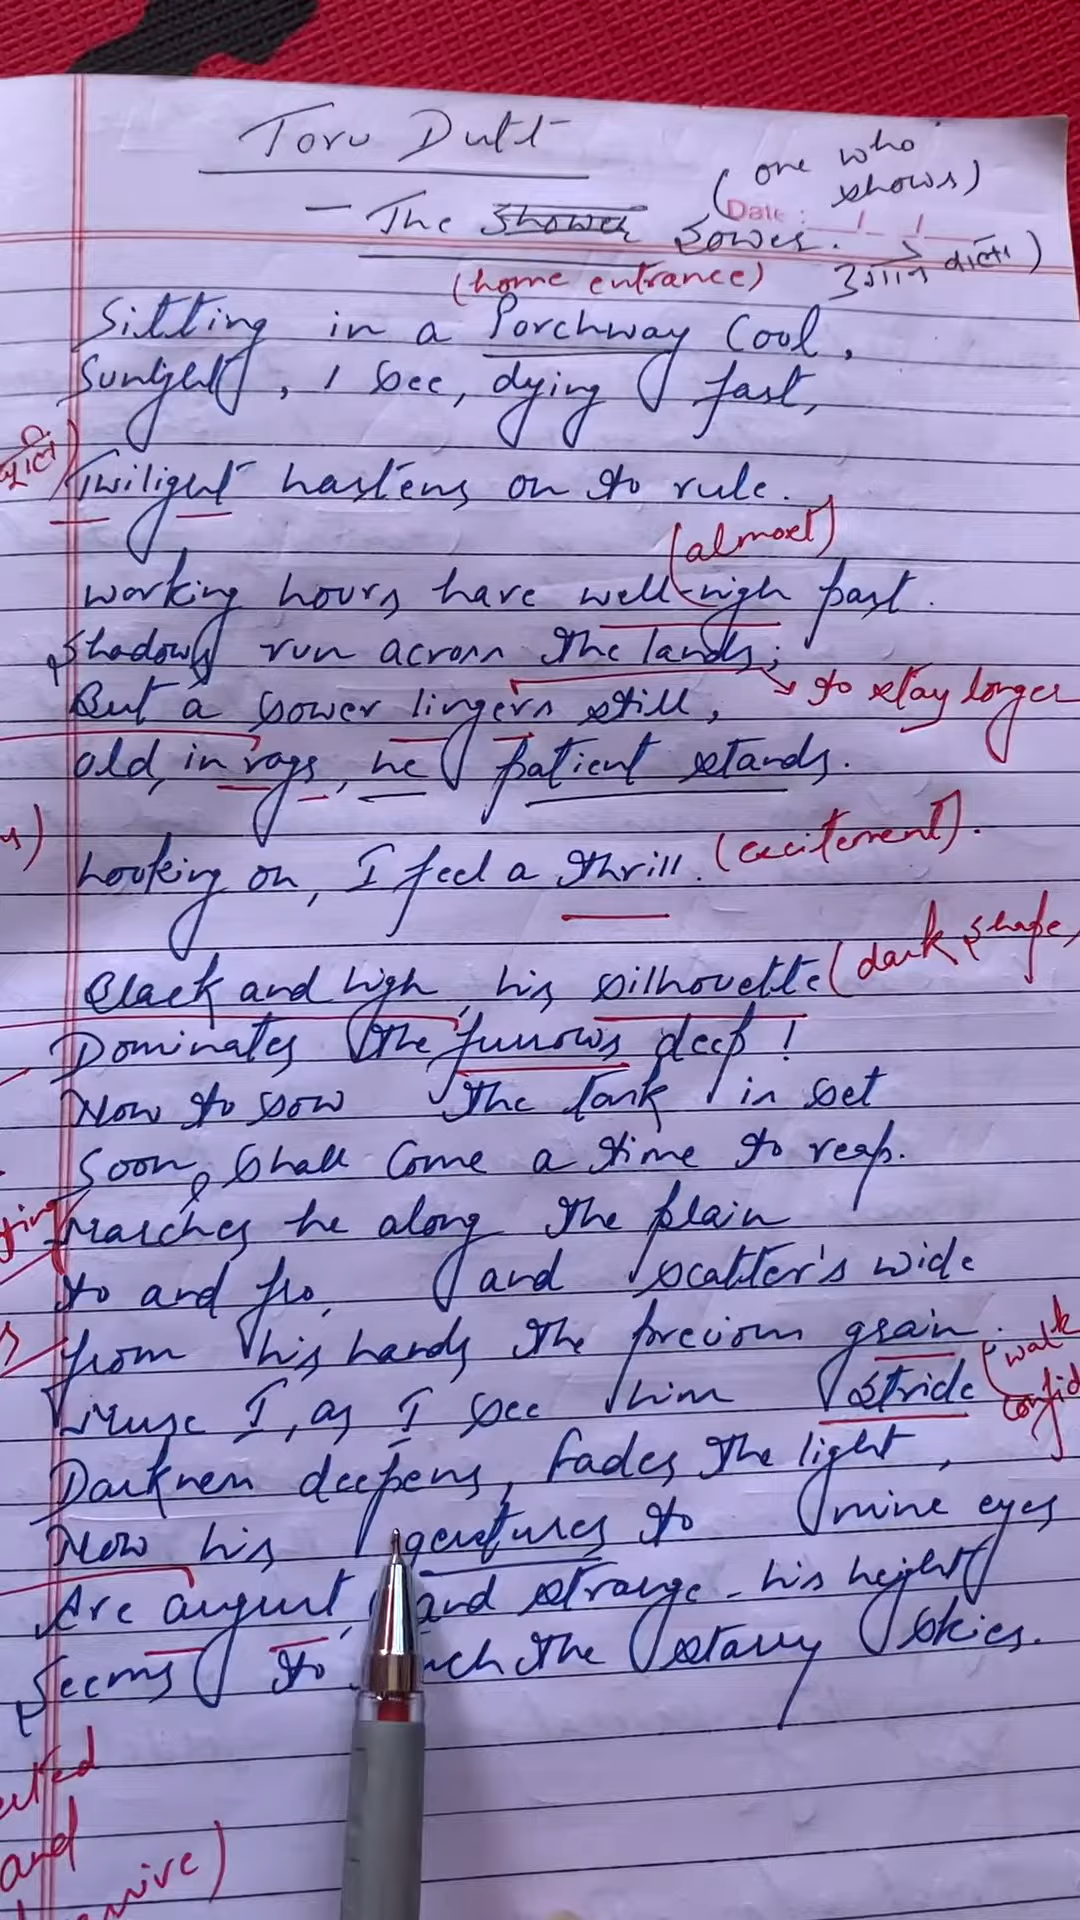 Toru Dutt
(one who shows)
- The Shower Sower.
Date:
(home entrance)
Sitting in a Porchway Cool,
Sunlight, I see, dying fast,
Twilight hastens on to rule.
(almost)
working hours have well-nigh past.
Shadows run across the lands;
to stay longer
But a sower lingers still,
old, in rags, he patient stands.
(excitement).
Looking on, I feel a thrill.
(dark shape,
Black and high, his silhouette
Dominates the furrows deep!
Now to sow the task is set
Soon, shall come a time to reap.
Marches he along the plain
to and fro, and scatter's wide
from his hands the precious grain.
(walk
Muse I, as I see him stride
Darkness deepens, fades the light,
Now his gestures to mine eyes
Are august, and strange - his height
Seems to the starry skies.
and